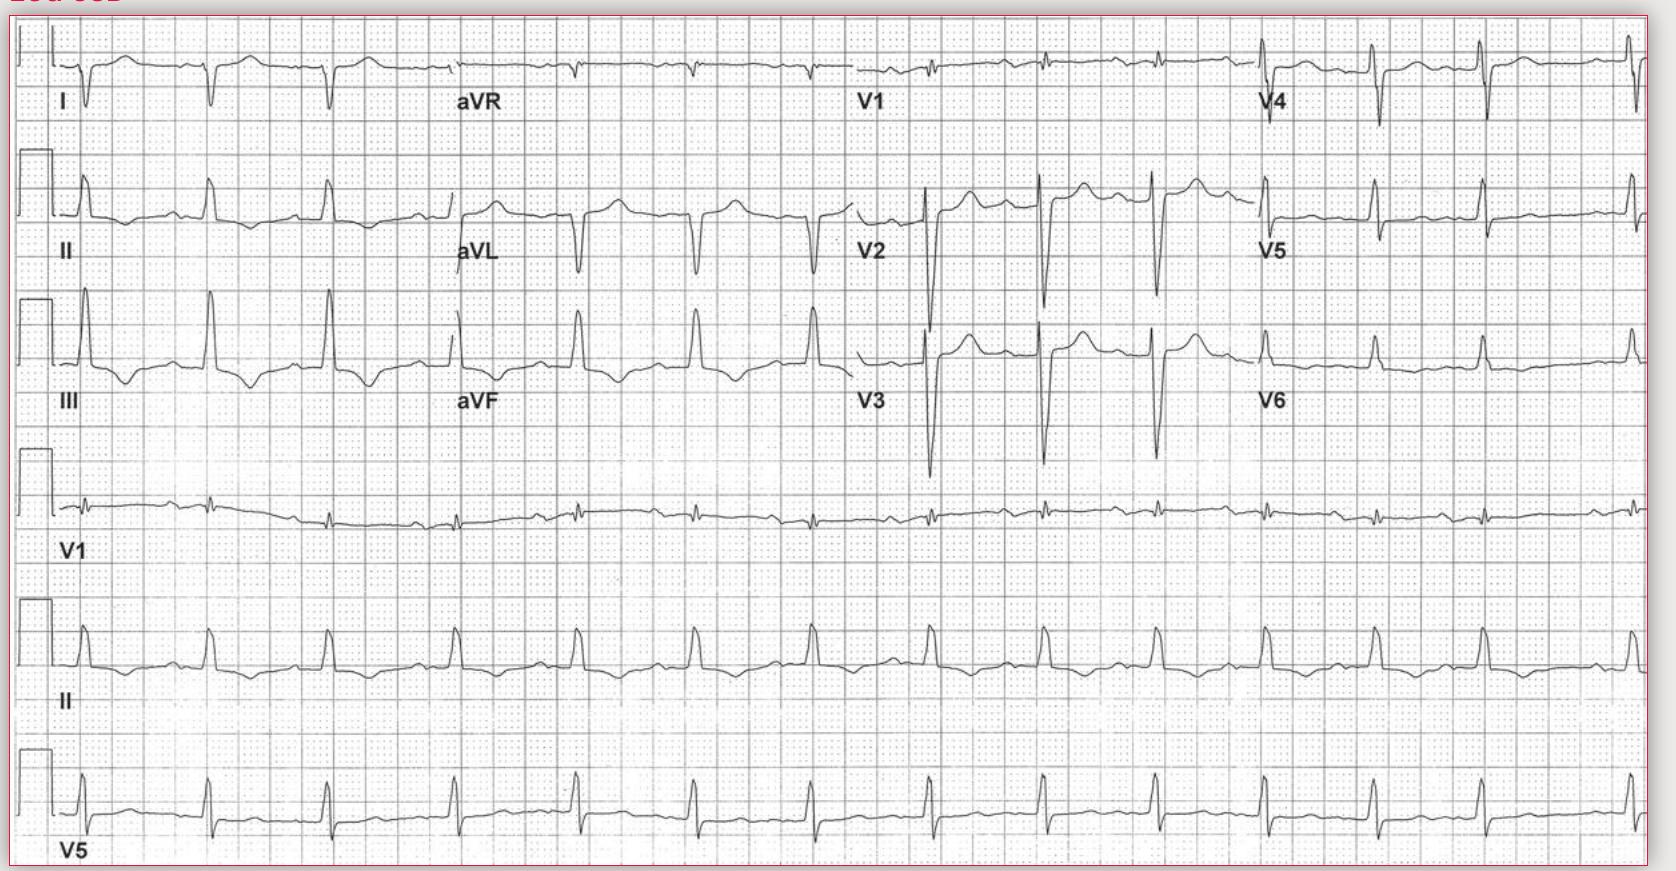 I aVR V1 V4
II aVL V2 V5
III aVF V3 V6
V1
II
V5